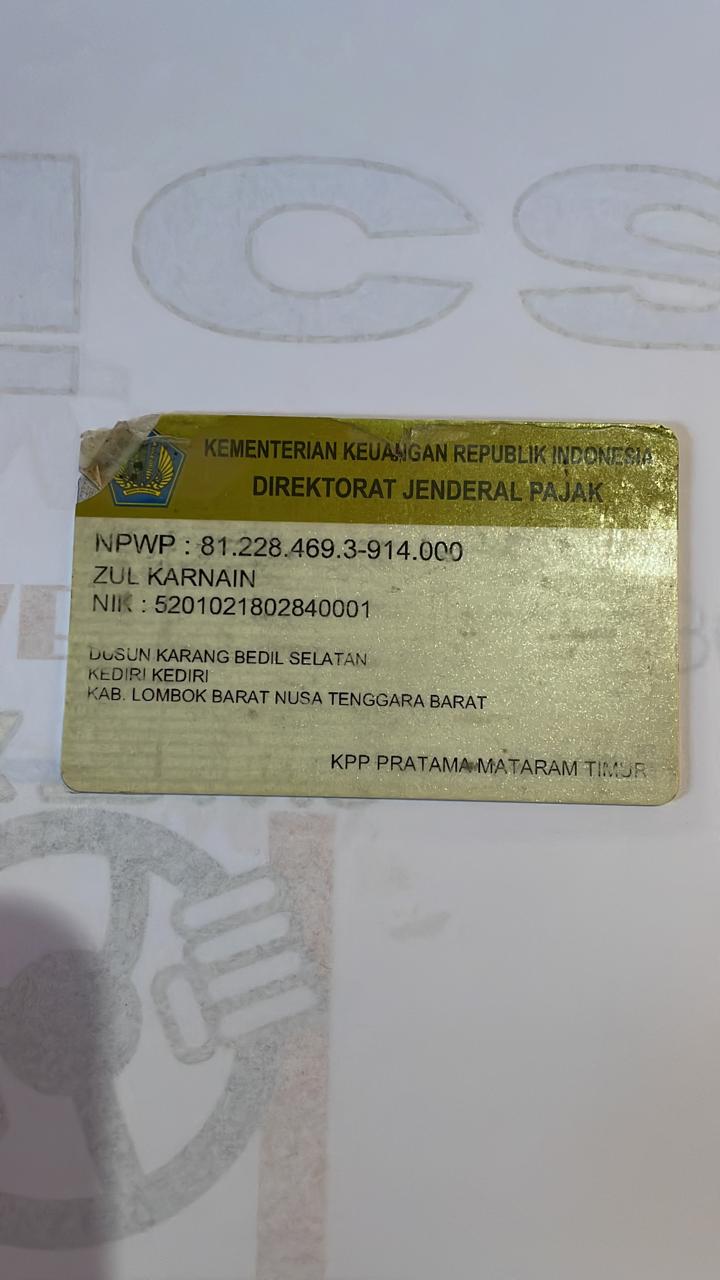 CS
KEMENTERIAN KEUANGAN REPUBLIK INDONESIA
DIREKTORAT JENDERAL PAJAK
NPWP : 81.228.469.3-914.000
ZUL KARNAIN
NIK : 5201021802840001
DUSUN KARANG BEDIL SELATAN
KEDIRI KEDIRI
KAB. LOMBOK BARAT NUSA TENGGARA BARAT
KPP PRATAMA MATARAM TIMUR